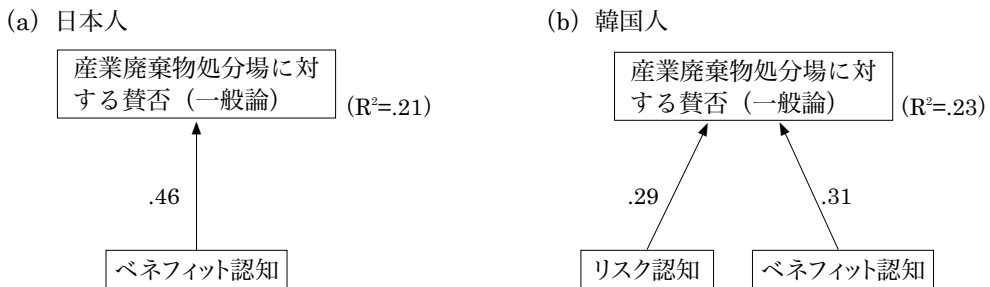 (a) 日本人
産業廃棄物処分場に対
する賛否（一般論）
(R²=.21)
.46
ベネフィット認知
(b) 韓国人
産業廃棄物処分場に対
する賛否（一般論）
(R²=.23)
.29
.31
リスク認知
ベネフィット認知